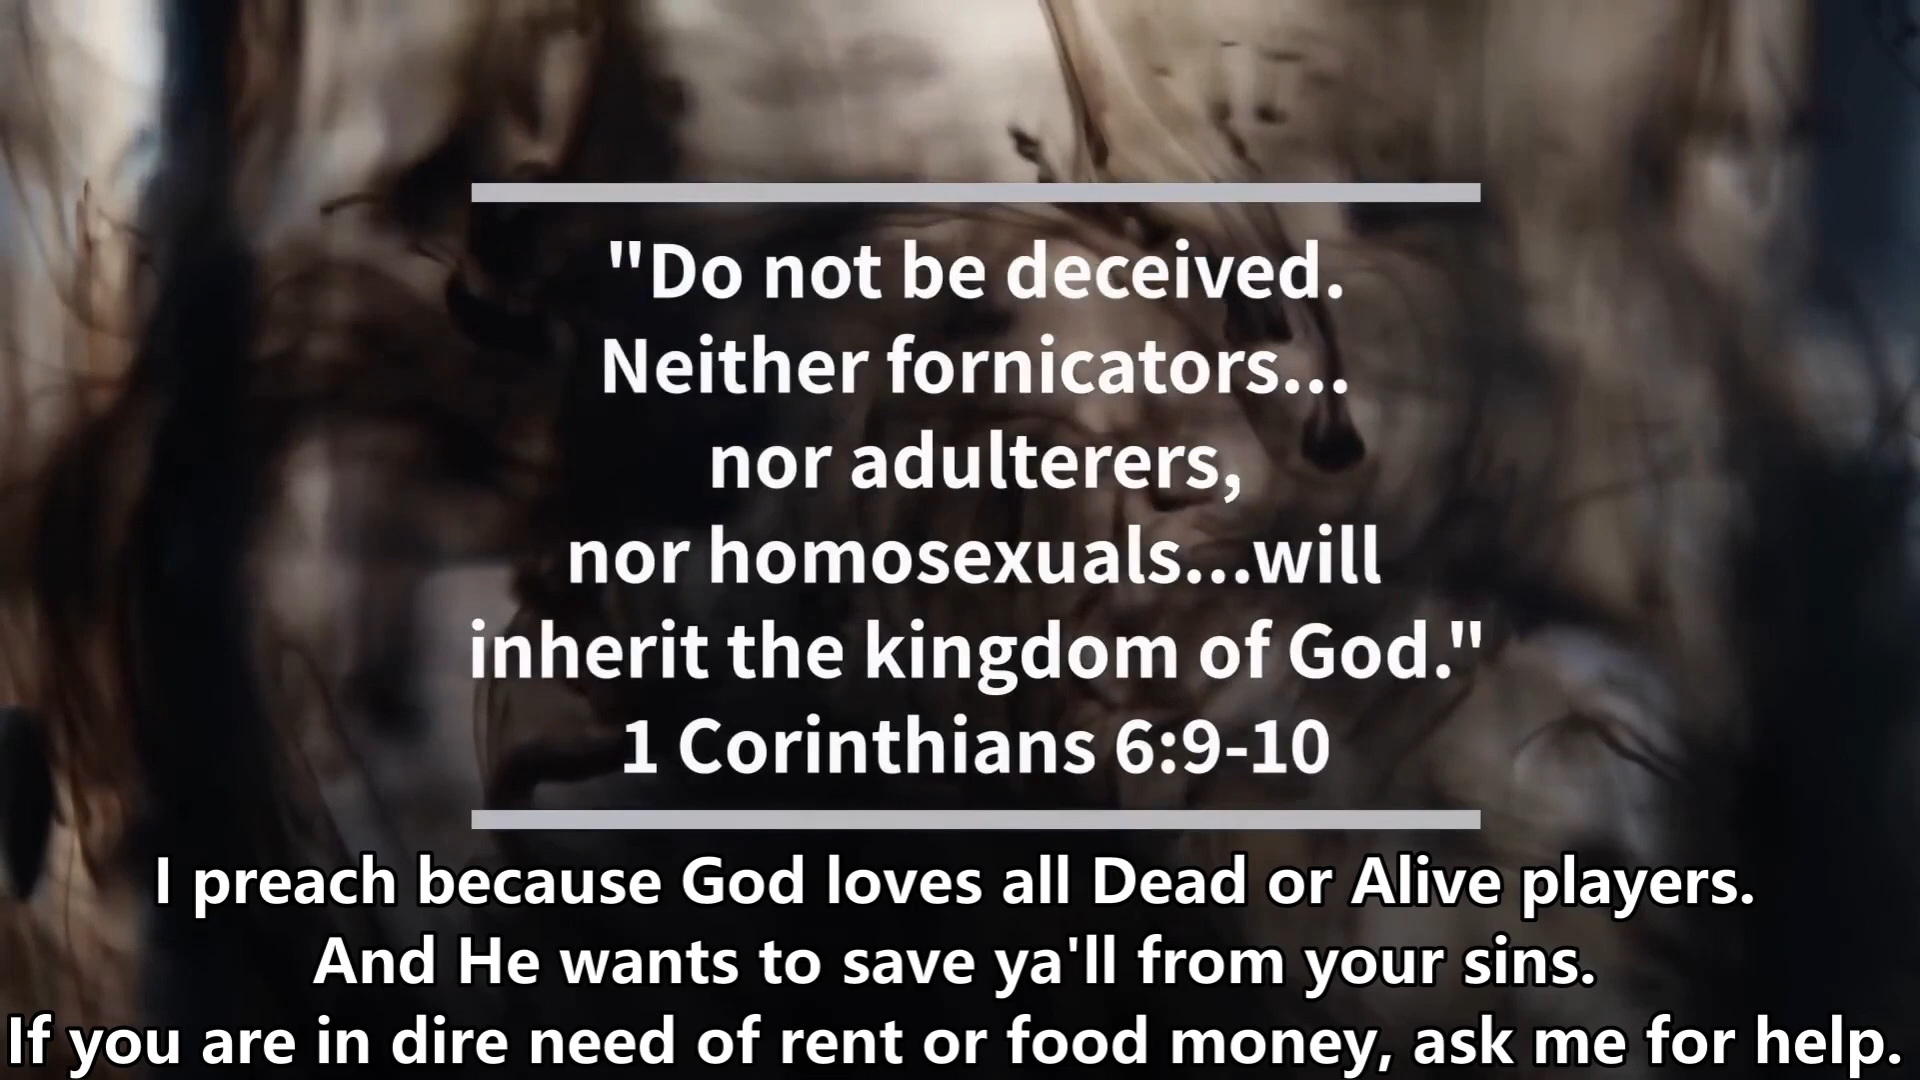 "Do not be deceived.
Neither fornicators...
nor adulterers,
nor homosexuals...will
inherit the kingdom of God."
1 Corinthians 6:9-10
I preach because God loves all Dead or Alive players.
And He wants to save ya'll from your sins.
If you are in dire need of rent or food money, ask me for help.